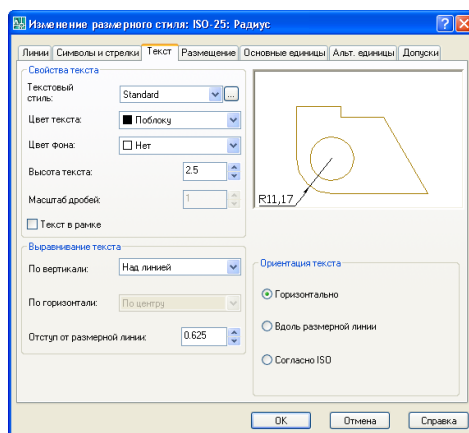 Изменение размерного стиля: ISO-25: Радиус
Линии
Символы и стрелки
Текст
Размещение
Основные единицы
Альт. единицы
Допуски
Свойства текста
Текстовый стиль:
Standard
...
Цвет текста:
Поблоку
Цвет фона:
Нет
Высота текста:
2.5
Масштаб дробей:
1
Текст в рамке
R11,17
Выравнивание текста
По вертикали:
Над линией
По горизонтали:
По центру
Отступ от размерной линии:
0.625
Ориентация текста
Горизонтально
Вдоль размерной линии
Согласно ISO
OK
Отмена
Справка